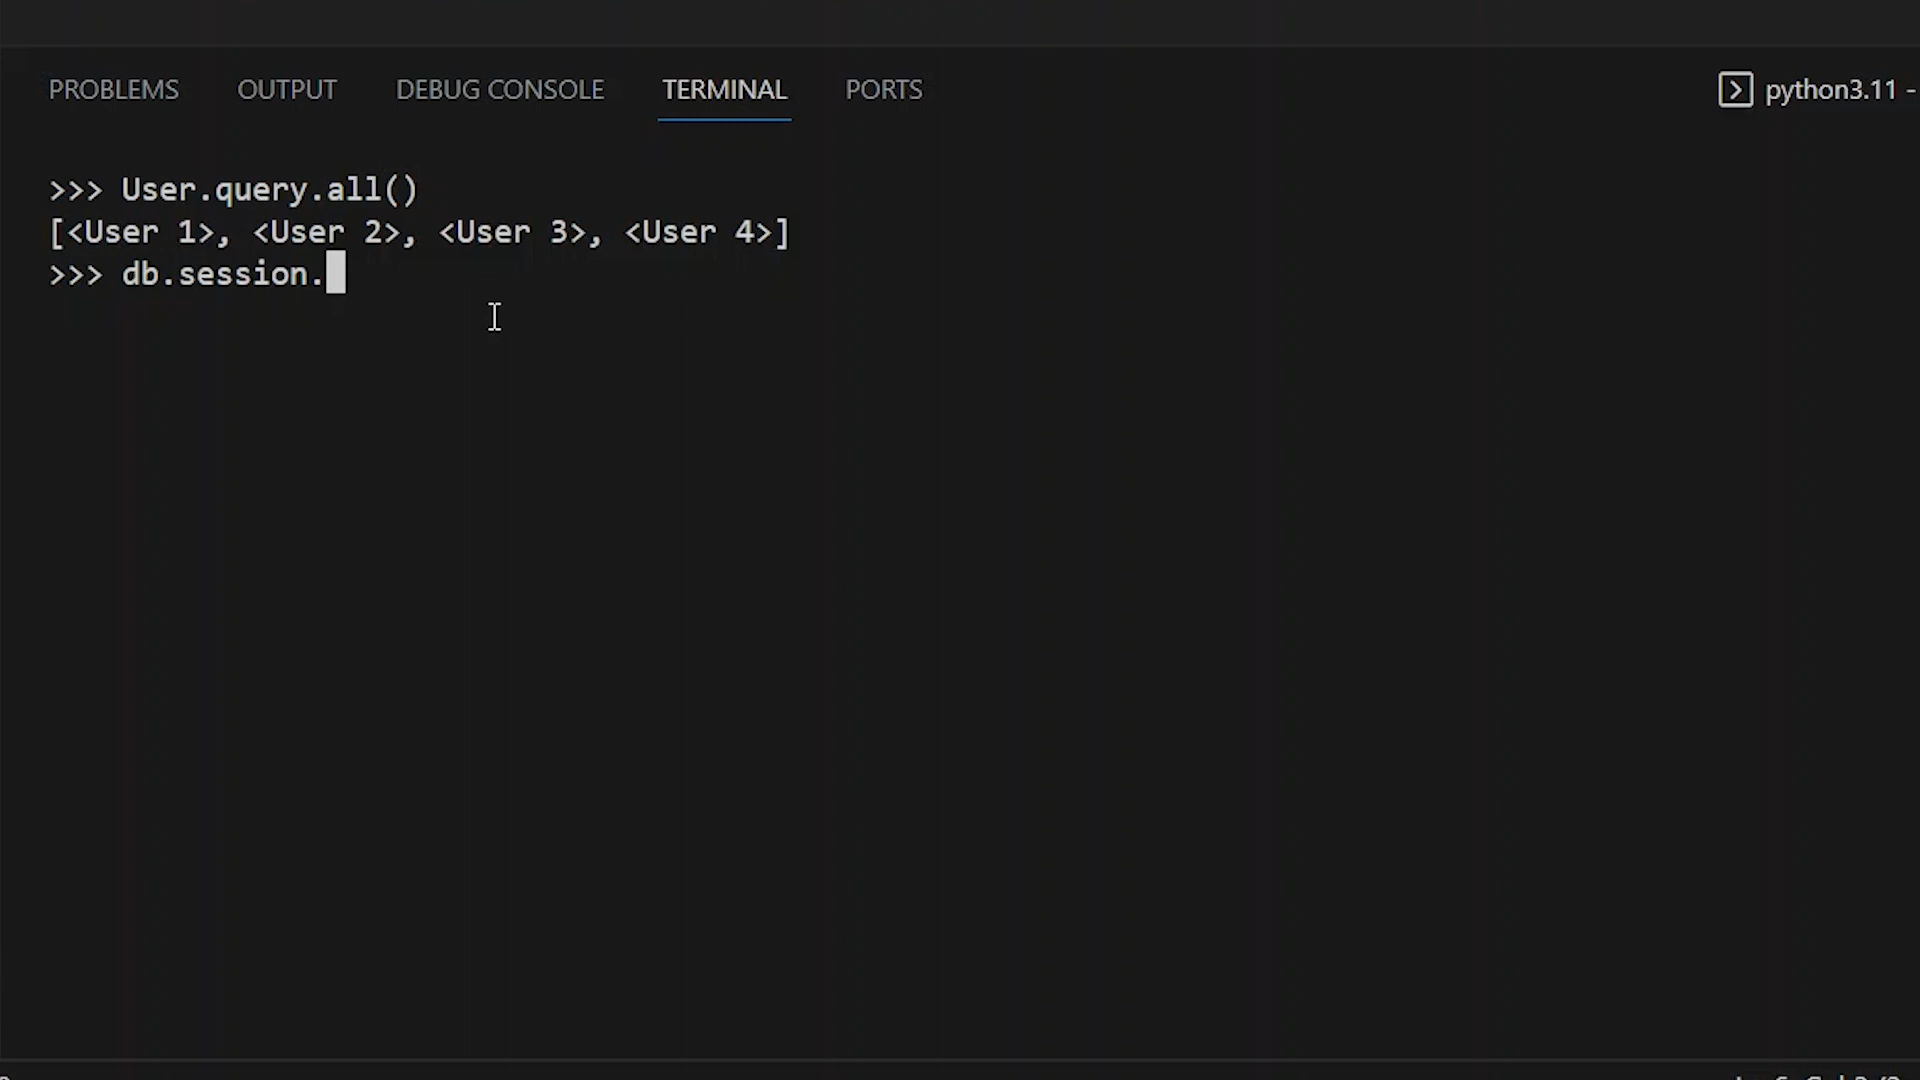 PROBLEMS OUTPUT DEBUG CONSOLE TERMINAL PORTS python3.11 -
>>> User.query.all()
[<User 1>, <User 2>, <User 3>, <User 4>]
>>> db.session.